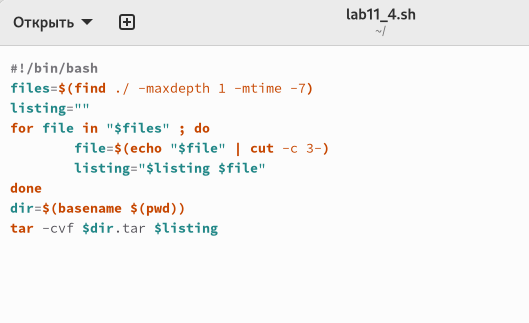 Открыть
lab11_4.sh
~/
#!/bin/bash
files=$(find ./ -maxdepth 1 -mtime -7)
listing=""
for file in "$files" ; do
        file=$(echo "$file" | cut -c 3-)
        listing="$listing $file"
done
dir=$(basename $(pwd))
tar -cvf $dir.tar $listing